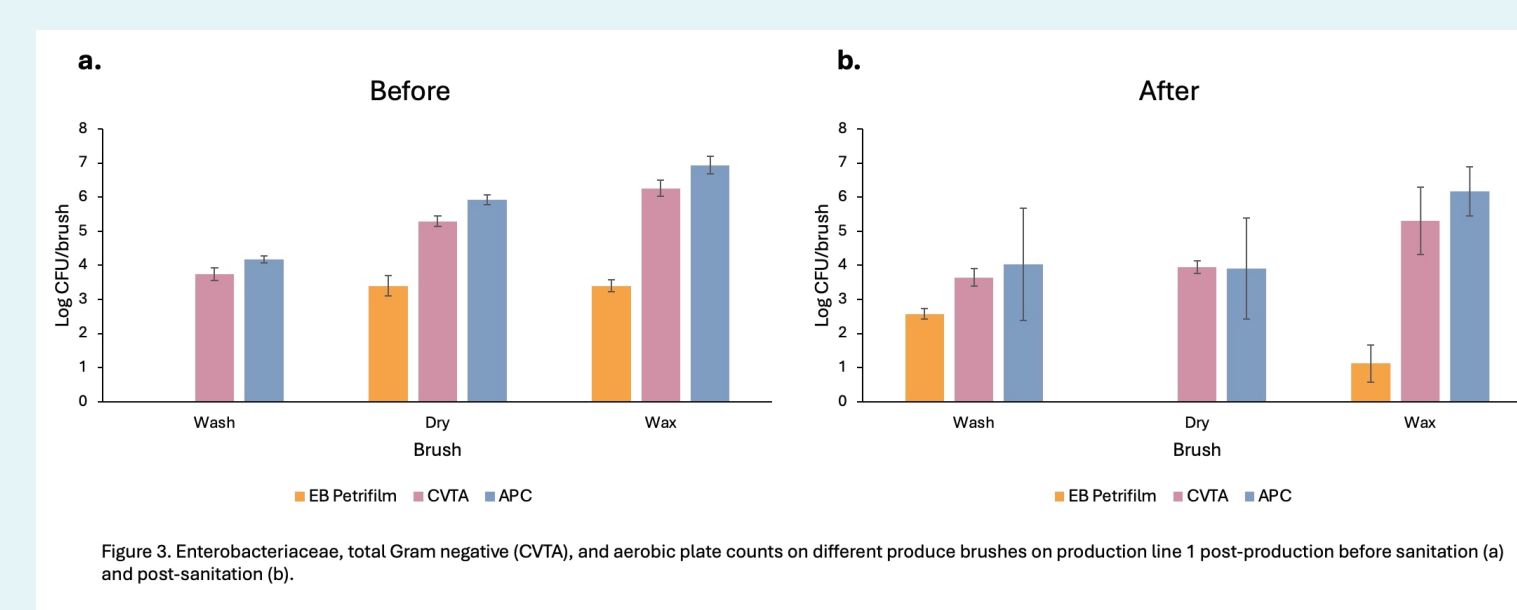 a.
Before
8
7
6
5
4
3
2
1
0
Log CFU/brush
Wash Dry Wax
Brush
EB Petrifilm CVTA APC
b.
After
8
7
6
5
4
3
2
1
0
Log CFU/brush
Wash Dry Wax
Brush
EB Petrifilm CVTA APC
Figure 3. Enterobacteriaceae, total Gram negative (CVTA), and aerobic plate counts on different produce brushes on production line 1 post-production before sanitation (a)
and post-sanitation (b).